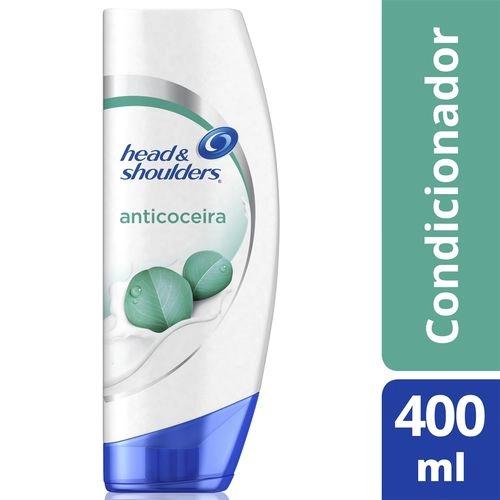 head &
shoulders®
anticoceira
Condicionador
400
ml